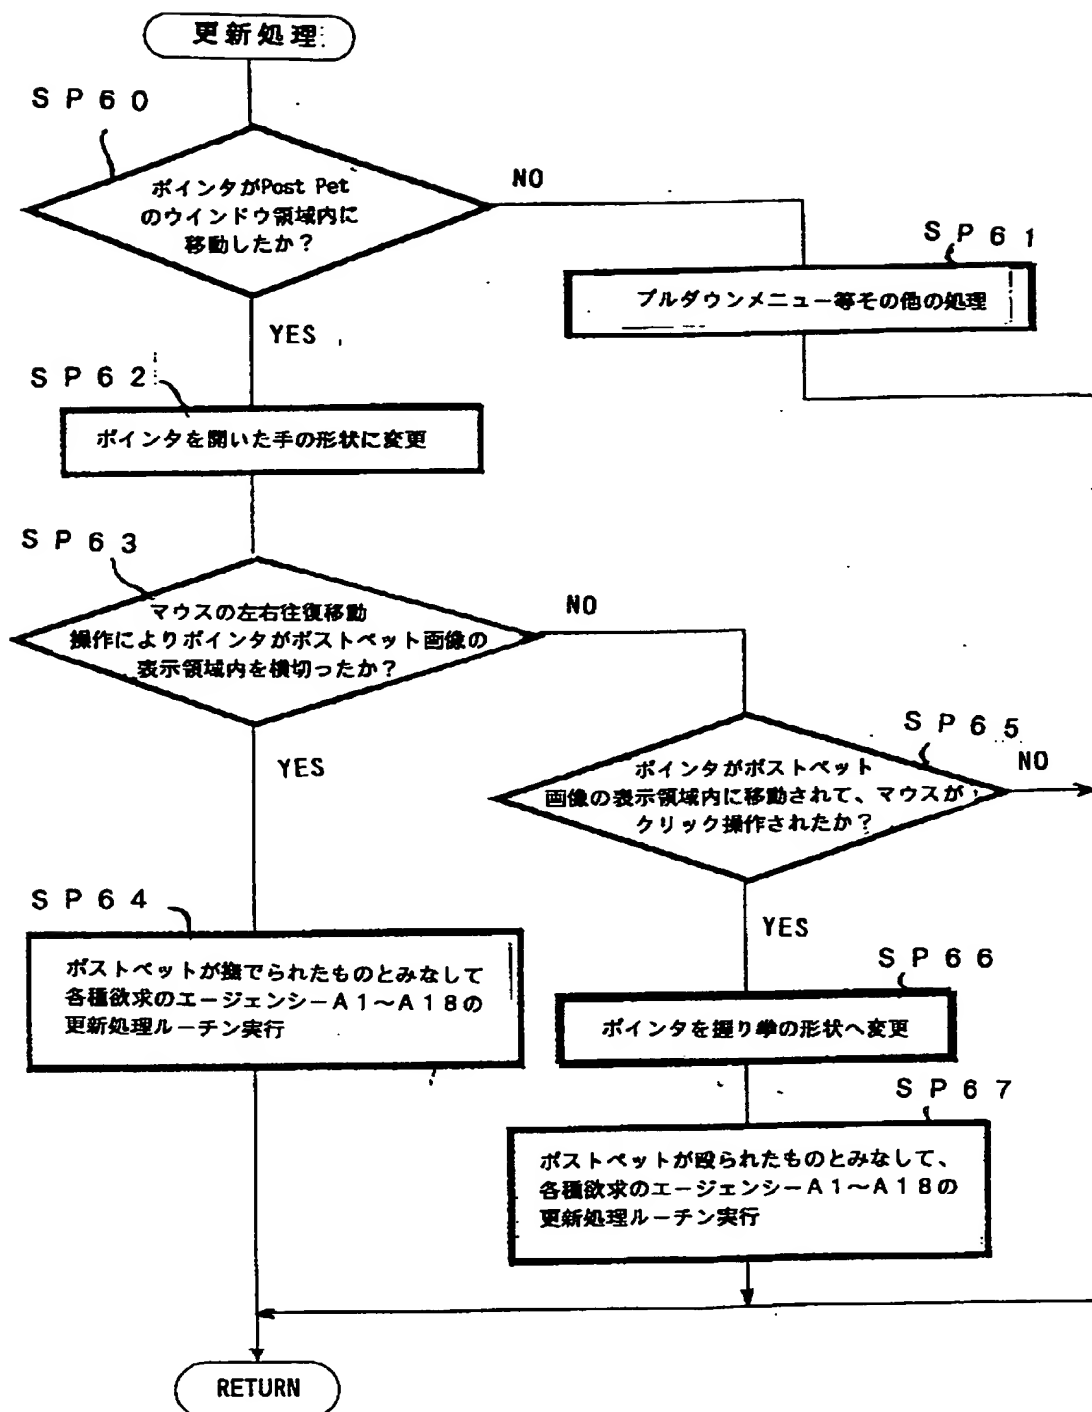 更新処理
SP60
ポインタがPost Pet
のウインドウ領域内に
移動したか？
NO
YES
SP61
プルダウンメニュー等その他の処理
SP62
ポインタを開いた手の形状に変更
SP63
マウスの左右往復移動
操作によりポインタがポストペット画像の
表示領域内を横切ったか？
NO
YES
SP65
ポインタがポストペット
画像の表示領域内に移動されて、マウスが
クリック操作されたか？
NO
YES
SP64
ポストペットが撫でられたものとみなして
各種欲求のエージェンシーA1～A18の
更新処理ルーチン実行
SP66
ポインタを握り拳の形状へ変更
SP67
ポストペットが殴られたものとみなして、
各種欲求のエージェンシーA1～A18の
更新処理ルーチン実行
RETURN